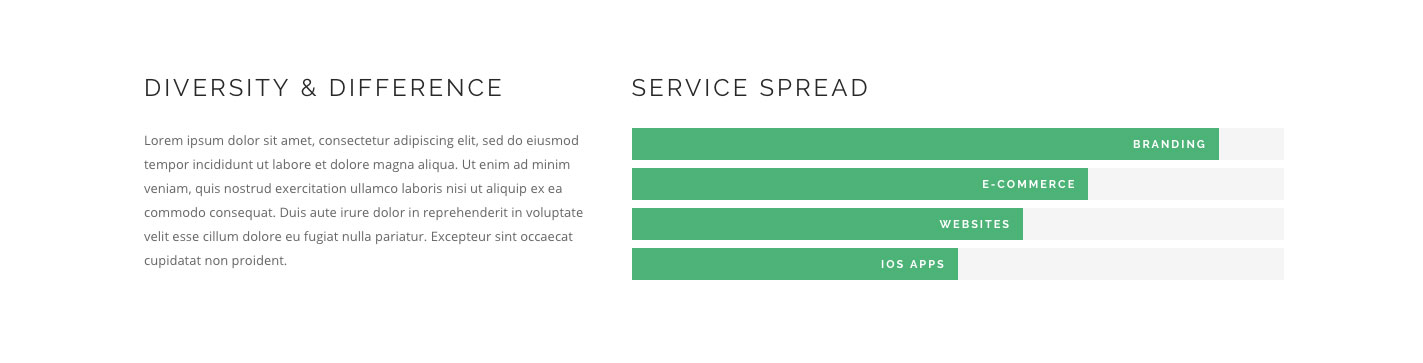 DIVERSITY & DIFFERENCE
Lorem ipsum dolor sit amet, consectetur adipiscing elit, sed do eiusmod
tempor incididunt ut labore et dolore magna aliqua. Ut enim ad minim
veniam, quis nostrud exercitation ullamco laboris nisi ut aliquip ex ea
commodo consequat. Duis aute irure dolor in reprehenderit in voluptate
velit esse cillum dolore eu fugiat nulla pariatur. Excepteur sint occaecat
cupidatat non proident.
SERVICE SPREAD
BRANDING
E-COMMERCE
WEBSITES
IOS APPS